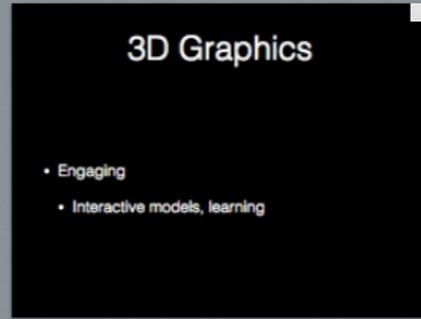 3D Graphics
• Engaging
• Interactive models, learning